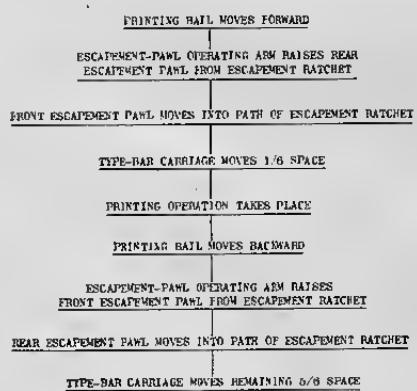 PRINTING BAIL MOVES FORWARD
ESCAPEMENT-PAWL OPERATING ARM RAISES REAR
ESCAPEMENT PAWL FROM ESCAPEMENT RATCHET
FRONT ESCAPEMENT PAWL MOVES INTO PATH OF ESCAPEMENT RATCHET
TYPE-BAR CARRIAGE MOVES 1/6 SPACE
PRINTING OPERATION TAKES PLACE
PRINTING BAIL MOVES BACKWARD
ESCAPEMENT-PAWL OPERATING ARM RAISES
FRONT ESCAPEMENT PAWL FROM ESCAPEMENT RATCHET
REAR ESCAPEMENT PAWL MOVES INTO PATH OF ESCAPEMENT RATCHET
TYPE-BAR CARRIAGE MOVES REMAINING 5/6 SPACE